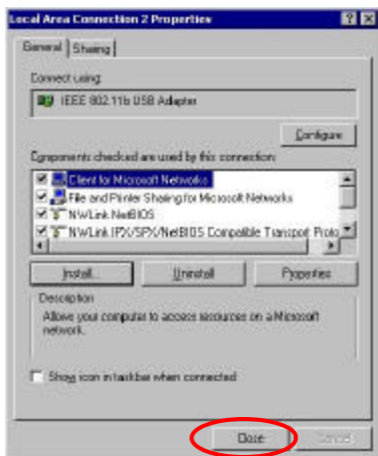 Local Area Connection 2 Properties
General Sharing
Connect using:
IEEE 802.11b USB Adapter
Configure
Components checked are used by this connection:
Client for Microsoft Networks
File and Printer Sharing for Microsoft Networks
NWLink NetBIOS
NWLink IPX/SPX/NetBIOS Compatible Transport Proto
Install... Uninstall Properties
Description
Allows your computer to access resources on a Microsoft
network.
Show icon in taskbar when connected
Close Cancel